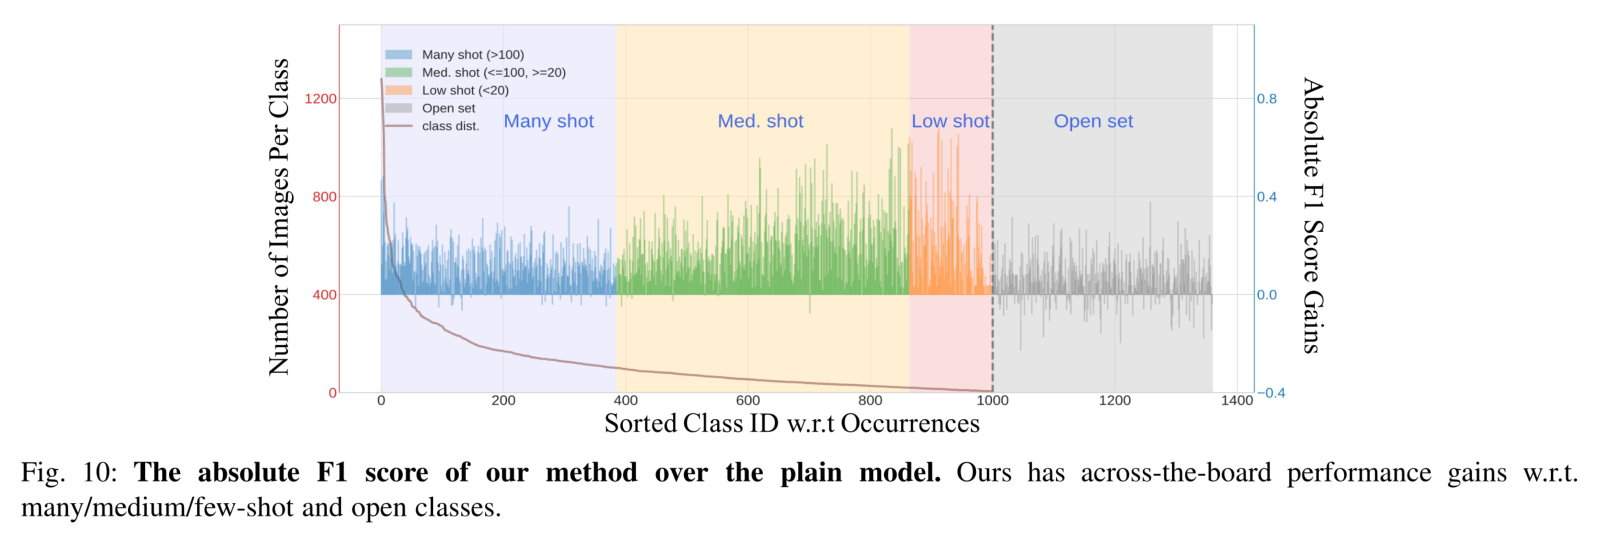 Many shot (>100)
Med. shot (<=100, >=20)
Low shot (<20)
Open set
class dist.
Many shot
Med. shot
Low shot
Open set
Number of Images Per Class
1200
800
400
0
Absolute F1 Score Gains
0.8
0.4
0.0
−0.4
0 200 400 600 800 1000 1200 1400
Sorted Class ID w.r.t Occurrences
Fig. 10: The absolute F1 score of our method over the plain model. Ours has across-the-board performance gains w.r.t.
many/medium/few-shot and open classes.